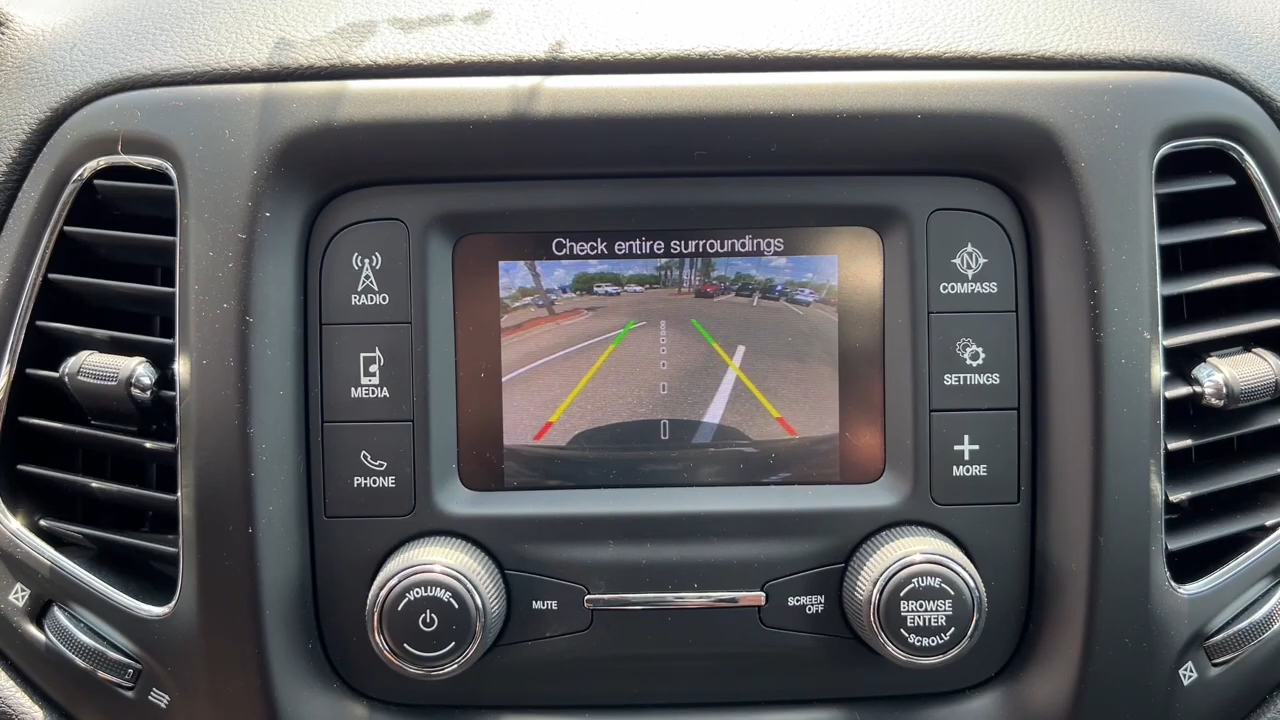 Check entire surroundings
RADIO
MEDIA
PHONE
N
COMPASS
SETTINGS
MORE
VOLUME
MUTE
SCREEN
OFF
TUNE
BROWSE
ENTER
SCROLL